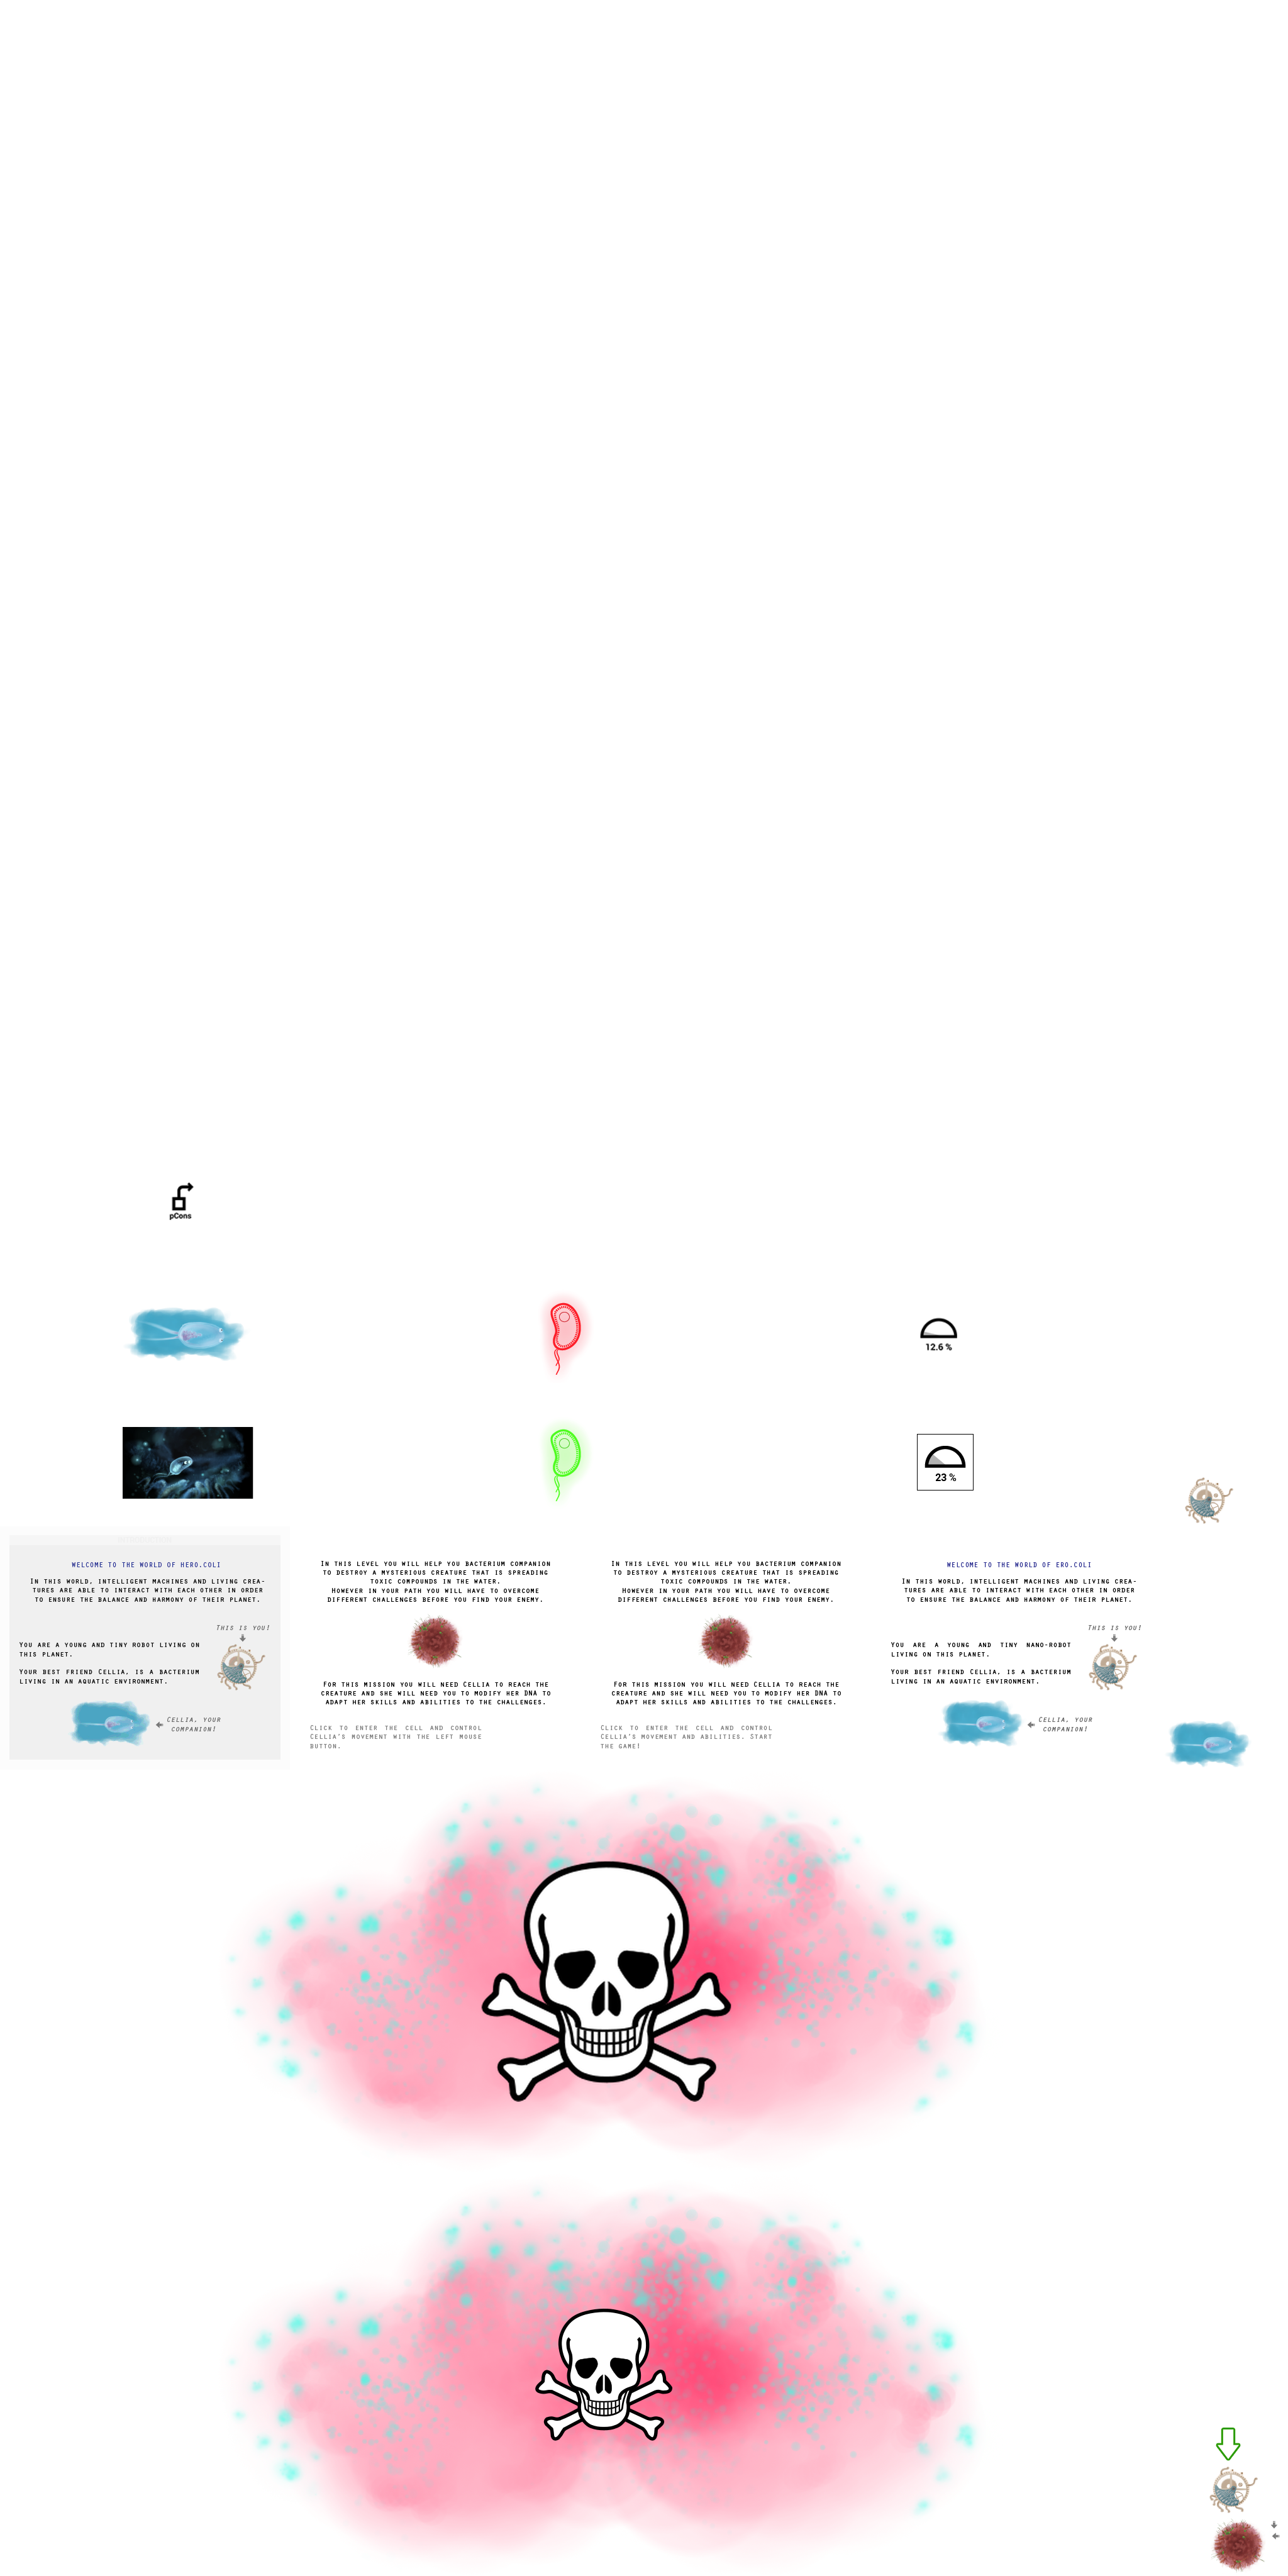 pCons
12.6 %
23 %
WELCOME TO THE WORLD OF HERO.COLI
IN THIS WORLD, INTELLIGENT MACHINES AND LIVING CREA-
TURES ARE ABLE TO INTERACT WITH EACH OTHER IN ORDER
TO ENSURE THE BALANCE AND HARMONY OF THEIR PLANET.
THIS IS YOU!
YOU ARE A YOUNG AND TINY ROBOT LIVING ON
THIS PLANET.
YOUR BEST FRIEND CELLIA, IS A BACTERIUM
LIVING IN AN AQUATIC ENVIRONMENT.
CELLIA, YOUR
COMPANION!
IN THIS LEVEL YOU WILL HELP YOU BACTERIUM COMPANION
TO DESTROY A MYSTERIOUS CREATURE THAT IS SPREADING
TOXIC COMPOUNDS IN THE WATER.
HOWEVER IN YOUR PATH YOU WILL HAVE TO OVERCOME
DIFFERENT CHALLENGES BEFORE YOU FIND YOUR ENEMY.
FOR THIS MISSION YOU WILL NEED CELLIA TO REACH THE
CREATURE AND SHE WILL NEED YOU TO MODIFY HER DNA TO
ADAPT HER SKILLS AND ABILITIES TO THE CHALLENGES.
CLICK TO ENTER THE CELL AND CONTROL
CELLIA'S MOVEMENT WITH THE LEFT MOUSE
BUTTON.
IN THIS LEVEL YOU WILL HELP YOU BACTERIUM COMPANION
TO DESTROY A MYSTERIOUS CREATURE THAT IS SPREADING
TOXIC COMPOUNDS IN THE WATER.
HOWEVER IN YOUR PATH YOU WILL HAVE TO OVERCOME
DIFFERENT CHALLENGES BEFORE YOU FIND YOUR ENEMY.
FOR THIS MISSION YOU WILL NEED CELLIA TO REACH THE
CREATURE AND SHE WILL NEED YOU TO MODIFY HER DNA TO
ADAPT HER SKILLS AND ABILITIES TO THE CHALLENGES.
CLICK TO ENTER THE CELL AND CONTROL
CELLIA'S MOVEMENT AND ABILITIES. START
THE GAME!
WELCOME TO THE WORLD OF ERO.COLI
IN THIS WORLD, INTELLIGENT MACHINES AND LIVING CREA-
TURES ARE ABLE TO INTERACT WITH EACH OTHER IN ORDER
TO ENSURE THE BALANCE AND HARMONY OF THEIR PLANET.
THIS IS YOU!
YOU ARE A YOUNG AND TINY NANO-ROBOT
LIVING ON THIS PLANET.
YOUR BEST FRIEND CELLIA, IS A BACTERIUM
LIVING IN AN AQUATIC ENVIRONMENT.
CELLIA, YOUR
COMPANION!